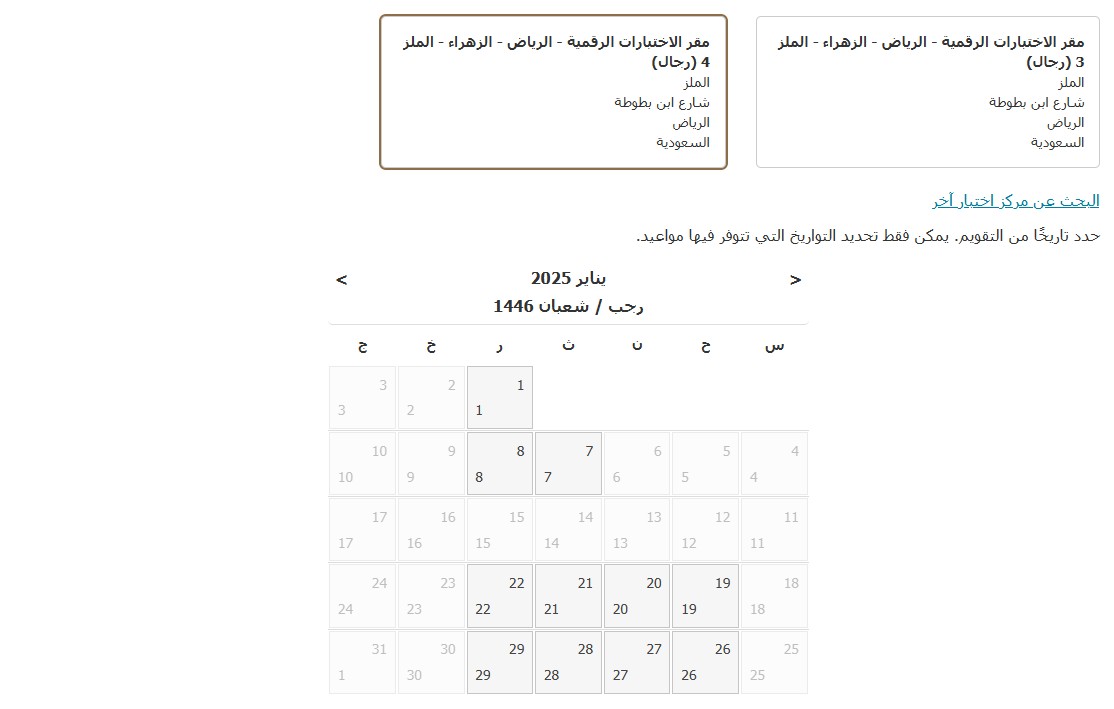 مقر الاختبارات الرقمية - الرياض - الزهراء - الملز
3 (رجال)
الملز
شارع ابن بطوطة
الرياض
السعودية
مقر الاختبارات الرقمية - الرياض - الزهراء - الملز
4 (رجال)
الملز
شارع ابن بطوطة
الرياض
السعودية
البحث عن مركز اختبار آخر
حدد تاريخًا من التقويم. يمكن فقط تحديد التواريخ التي تتوفر فيها مواعيد.
< يناير 2025 >
رجب / شعبان 1446
س ح ن ث ر خ ج
1 2 3
1 2 3
4 5 6 7 8 9 10
4 5 6 7 8 9 10
11 12 13 14 15 16 17
11 12 13 14 15 16 17
18 19 20 21 22 23 24
18 19 20 21 22 23 24
25 26 27 28 29 30 31
25 26 27 28 29 30 1